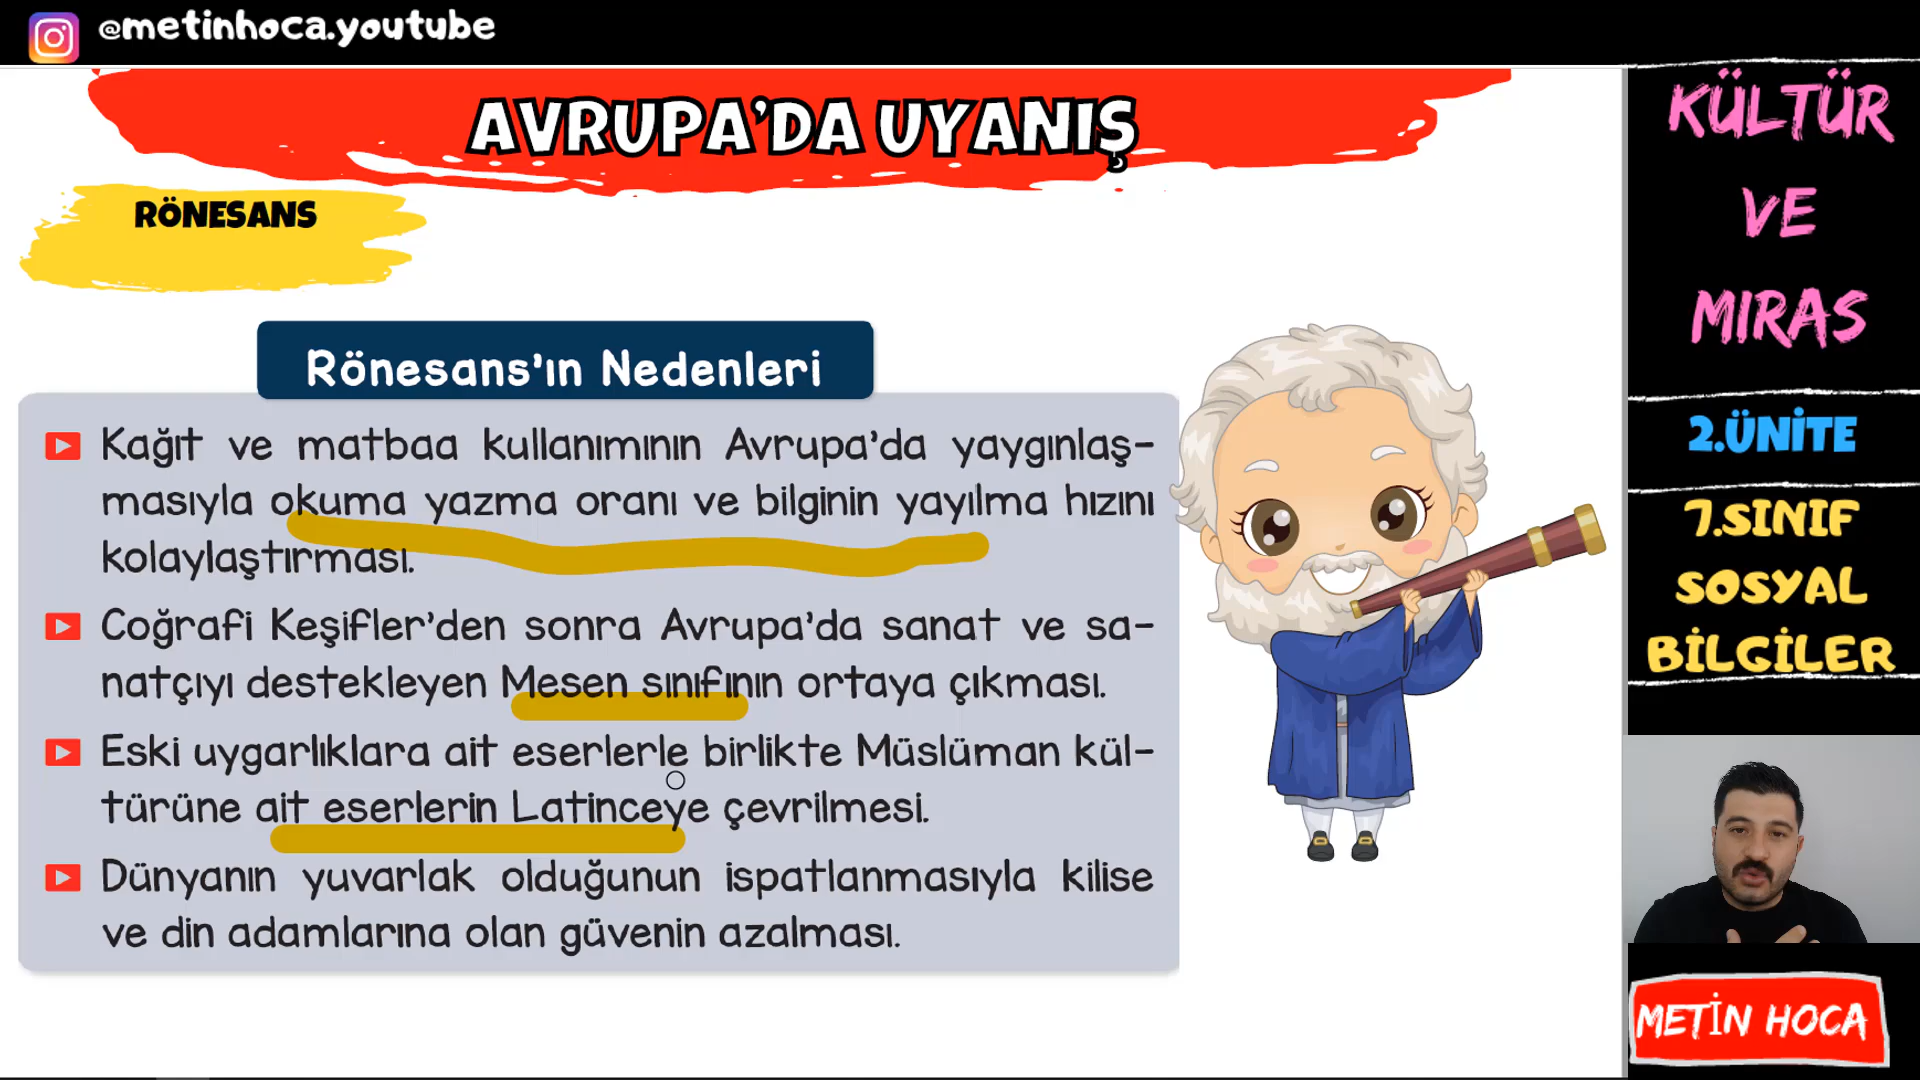 @metinhoca.youtube
AVRUPA'DA UYANIŞ
RÖNESANS
Rönesans'ın Nedenleri
Kağıt ve matbaa kullanımının Avrupa'da yaygınlaş-
masıyla okuma yazma oranı ve bilginin yayılma hızını
kolaylaştırması.
Coğrafi Keşifler'den sonra Avrupa'da sanat ve sa-
natçıyı destekleyen Mesen sınıfının ortaya çıkması.
Eski uygarlıklara ait eserlerle birlikte Müslüman kül-
türüne ait eserlerin Latinceye çevrilmesi.
Dünyanın yuvarlak olduğunun ispatlanmasıyla kilise
ve din adamlarına olan güvenin azalması.
KÜLTÜR
VE
MIRAS
2.ÜNİTE
7.SINIF
SOSYAL
BİLGİLER
METİN HOCA